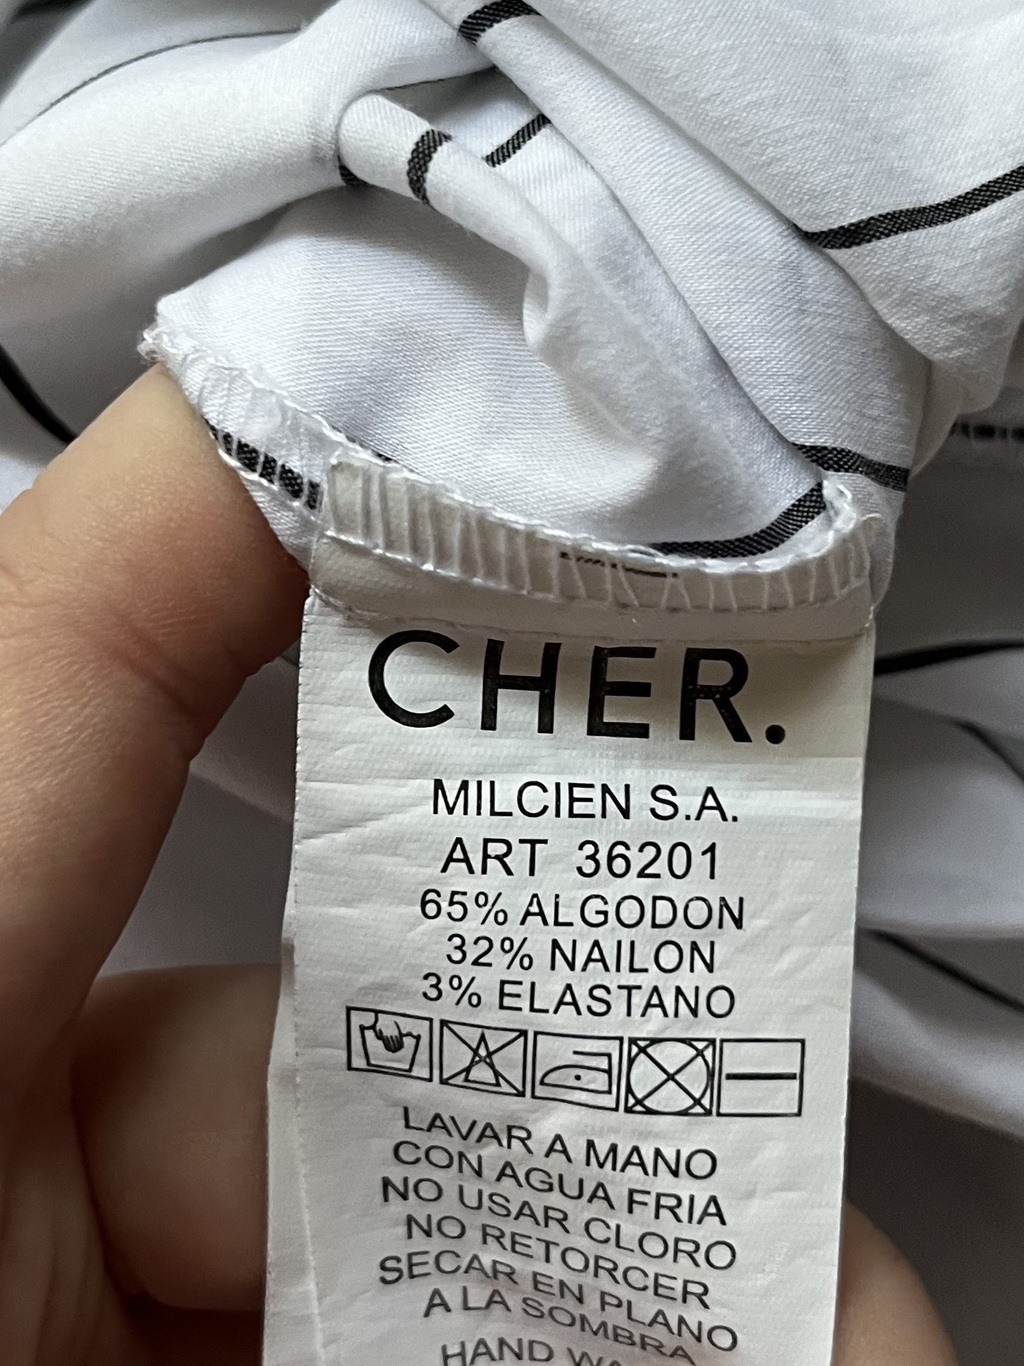 CHER.
MILCIEN S.A.
ART 36201
65% ALGODON
32% NAILON
3% ELASTANO
LAVAR A MANO
CON AGUA FRIA
NO USAR CLORO
NO RETORCER
SECAR EN PLANO
A LA SOMBRA
HAND